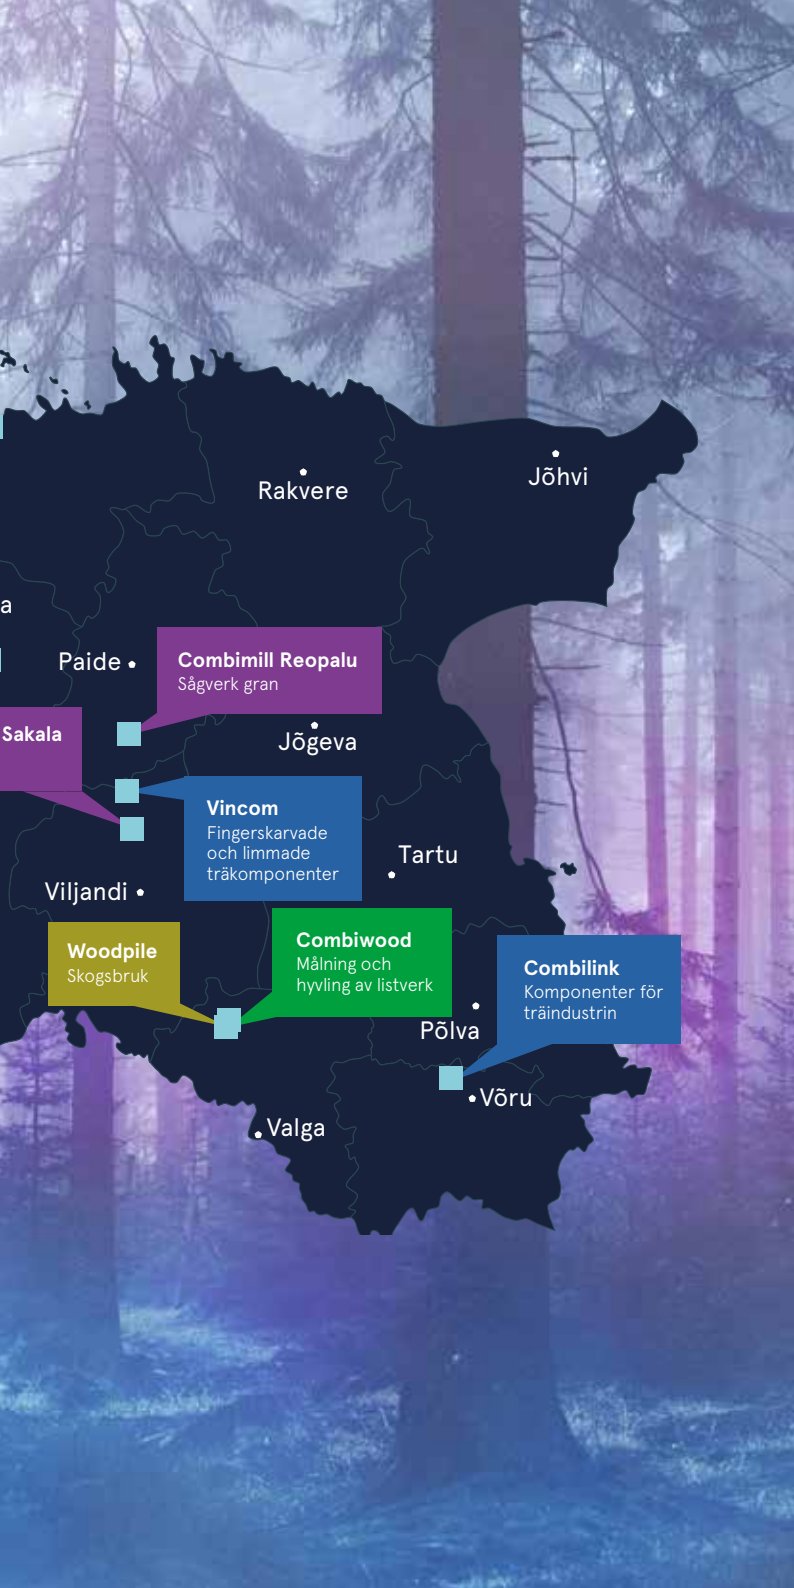 Jõhvi
Rakvere
a
Paide
Combimill Reopalu
Sågverk gran
Sakala
Jõgeva
Vincom
Fingerskarvade
och limmade
träkomponenter
Tartu
Viljandi
Woodpile
Skogsbruk
Combiwood
Målning och
hyvling av listverk
Combilink
Komponenter för
träindustrin
Põlva
Võru
Valga